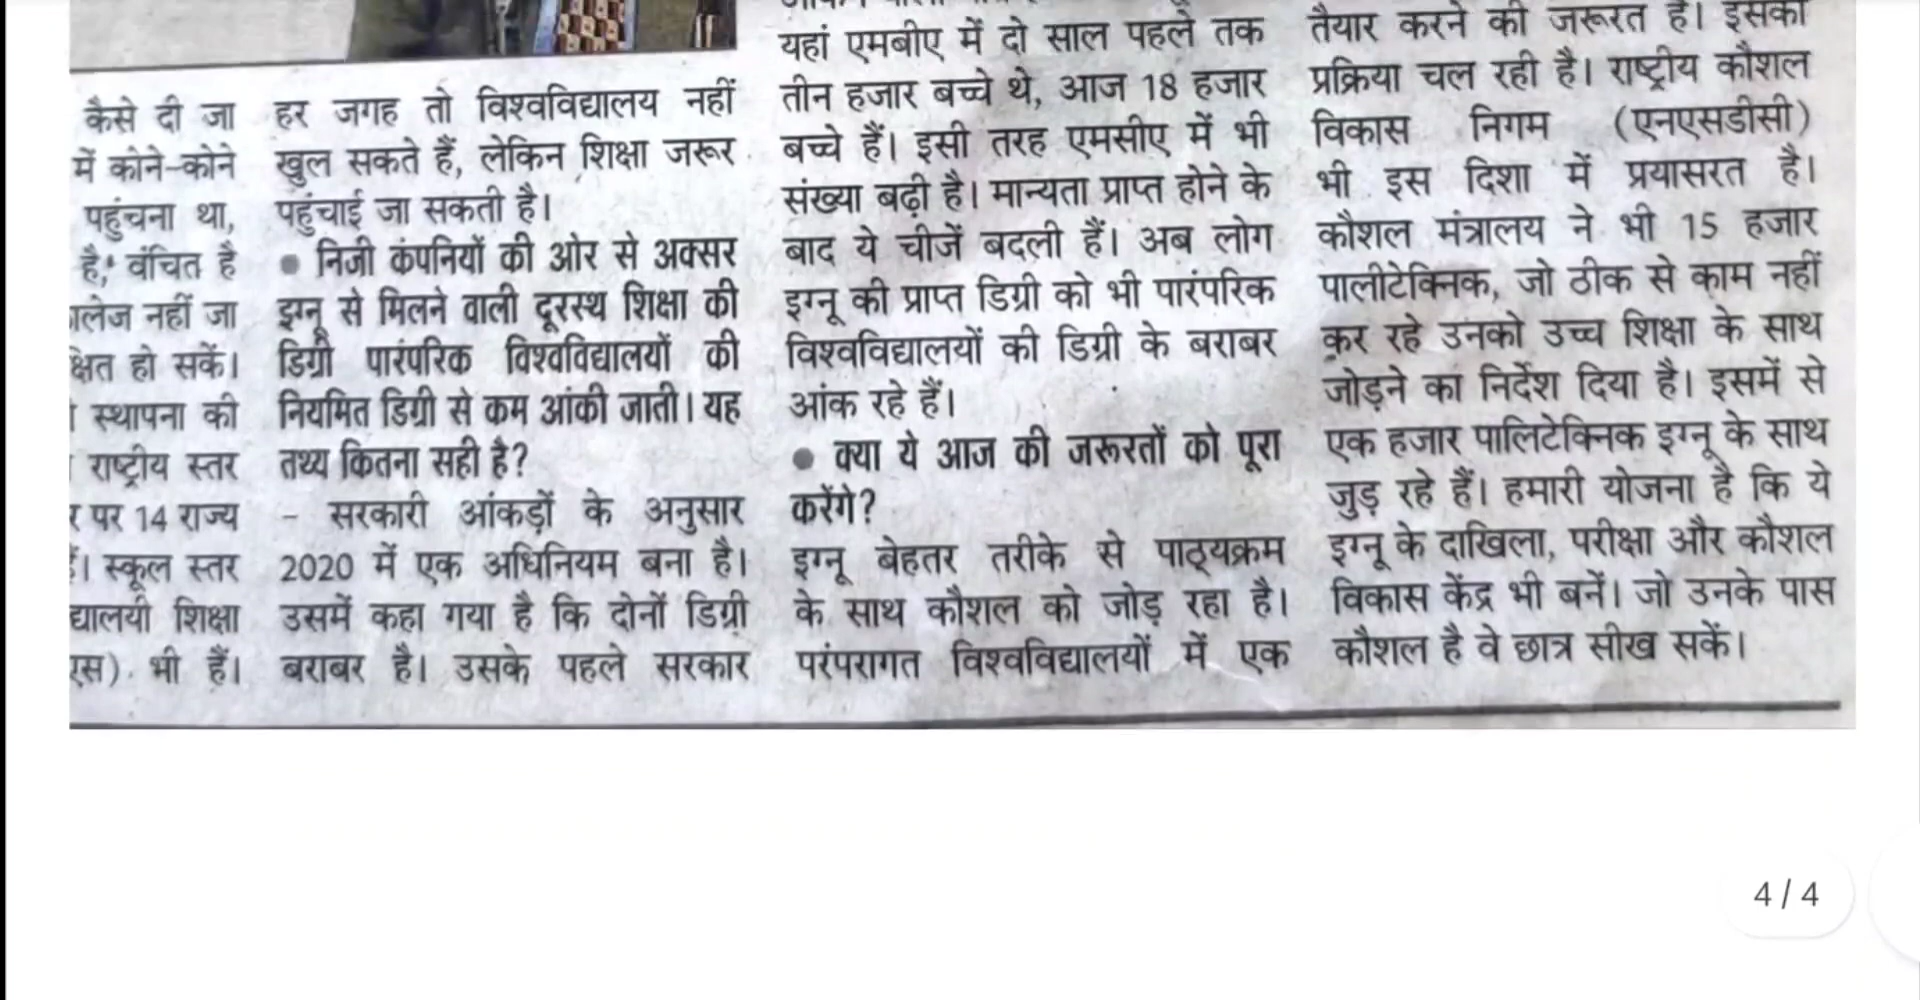 कैसे दी जा
में कोने-कोने
पहुंचना था,
है, वंचित है
लेज नहीं जा
हो सकें।
स्थापना की
राष्ट्रीय स्तर
पर 14 राज्य
स्कूल स्तर
शिक्षा
भी हैं।
हर जगह तो विश्वविद्यालय नहीं
खुल सकते हैं, लेकिन शिक्षा जरूर
पहुंचाई जा सकती है।
● निजी कंपनियों की ओर से अक्सर
इग्नू से मिलने वाली दूरस्थ शिक्षा की
डिग्री पारंपरिक विश्वविद्यालयों की
नियमित डिग्री से कम आंकी जाती। यह
तथ्य कितना सही है?
- सरकारी आंकड़ों के अनुसार
2020 में एक अधिनियम बना है।
उसमें कहा गया है कि दोनों डिग्री
बराबर है। उसके पहले सरकार
यहां एमबीए में दो साल पहले तक
तीन हजार बच्चे थे, आज 18 हजार
बच्चे हैं। इसी तरह एमसीए में भी
संख्या बढ़ी है। मान्यता प्राप्त होने के
बाद ये चीजें बदली हैं। अब लोग
इग्नू की प्राप्त डिग्री को भी पारंपरिक
विश्वविद्यालयों की डिग्री के बराबर
आंक रहे हैं।
● क्या ये आज की जरूरतों को पूरा
करेंगे?
इग्नू बेहतर तरीके से पाठ्यक्रम
के साथ कौशल को जोड़ रहा है।
परंपरागत विश्वविद्यालयों में एक
तैयार करने की जरूरत है। इसकी
प्रक्रिया चल रही है। राष्ट्रीय कौशल
विकास निगम (एनएसडीसी)
भी इस दिशा में प्रयासरत है।
कौशल मंत्रालय ने भी 15 हजार
पालीटेक्निक, जो ठीक से काम नहीं
कर रहे उनको उच्च शिक्षा के साथ
जोड़ने का निर्देश दिया है। इसमें से
एक हजार पालिटेक्निक इग्नू के साथ
जुड़ रहे हैं। हमारी योजना है कि ये
इग्नू के दाखिला, परीक्षा और कौशल
विकास केंद्र भी बनें। जो उनके पास
कौशल है वे छात्र सीख सकें।
4 / 4